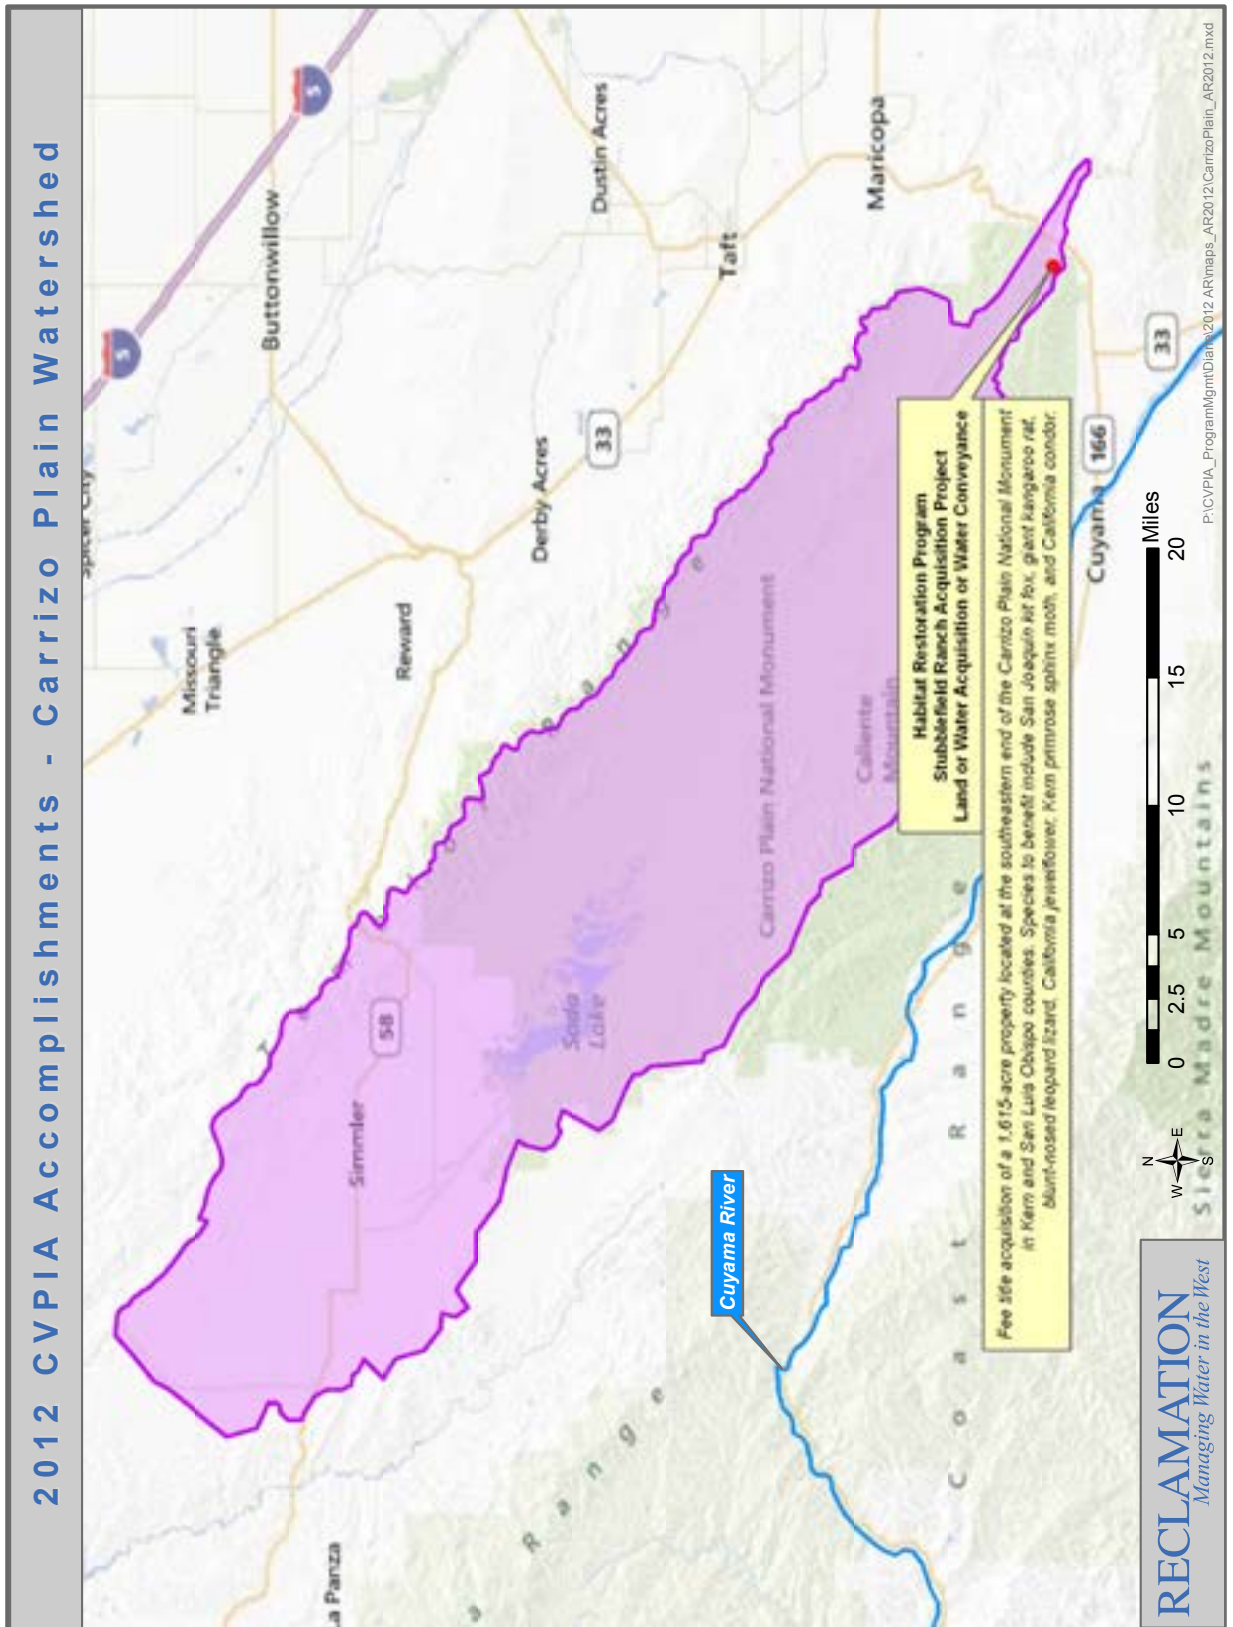 2012 CVPIA Accomplishments - Carrizo Plain Watershed
5
5
Buttonwillow
Missouri
Triangle
Reward
Derby Acres
33
Dustin Acres
Taft
Maricopa
58
Simmler
La Panza
Soda
Lake
Carrizo Plain National Monument
Caliente
Mountain
Range
Coast Range
Cuyama River
Habitat Restoration Program
Stubblefield Ranch Acquisition Project
Land or Water Acquisition or Water Conveyance
Fee title acquisition of a 1,615-acre property located at the southeastern end of the Carrizo Plain National Monument
in Kern and San Luis Obispo counties. Species to benefit include San Joaquin kit fox, giant kangaroo rat,
blunt-nosed leopard lizard, California jewelflower, Kern primrose sphinx moth, and California condor.
Cuyama
166
33
Sierra Madre Mountains
N
W
E
S
0 2.5 5 10 15 20
Miles
RECLAMATION
Managing Water in the West
P:\CVPIA_ProgramMgmt\Diane\2012 AR\maps_AR2012\CarrizoPlain_AR2012.mxd